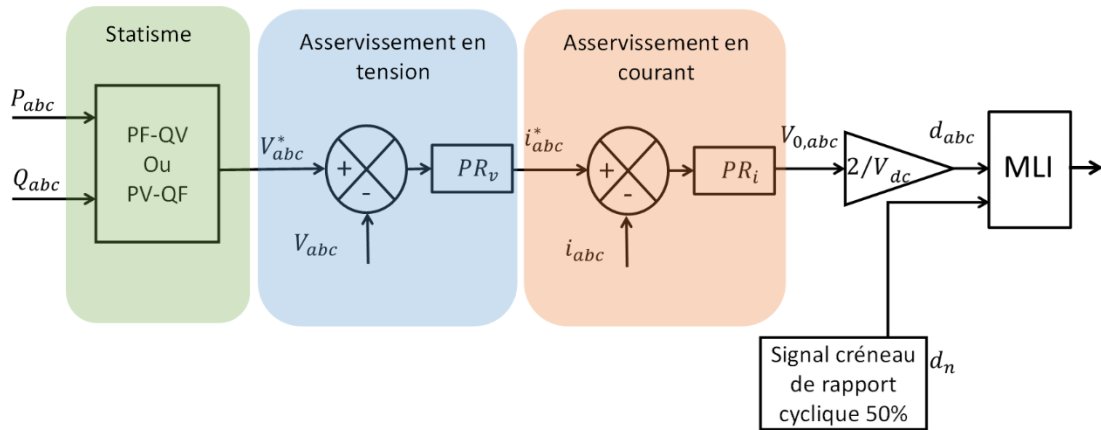 Statisme
Asservissement en
tension
Asservissement en
courant
P_abc
Q_abc
PF-QV
Ou
PV-QF
V*_abc
+
-
V_abc
PR_v
i*_abc
+
-
i_abc
PR_i
V_0,abc
2/V_dc
d_abc
MLI
Signal créneau
de rapport
cyclique 50%
d_n